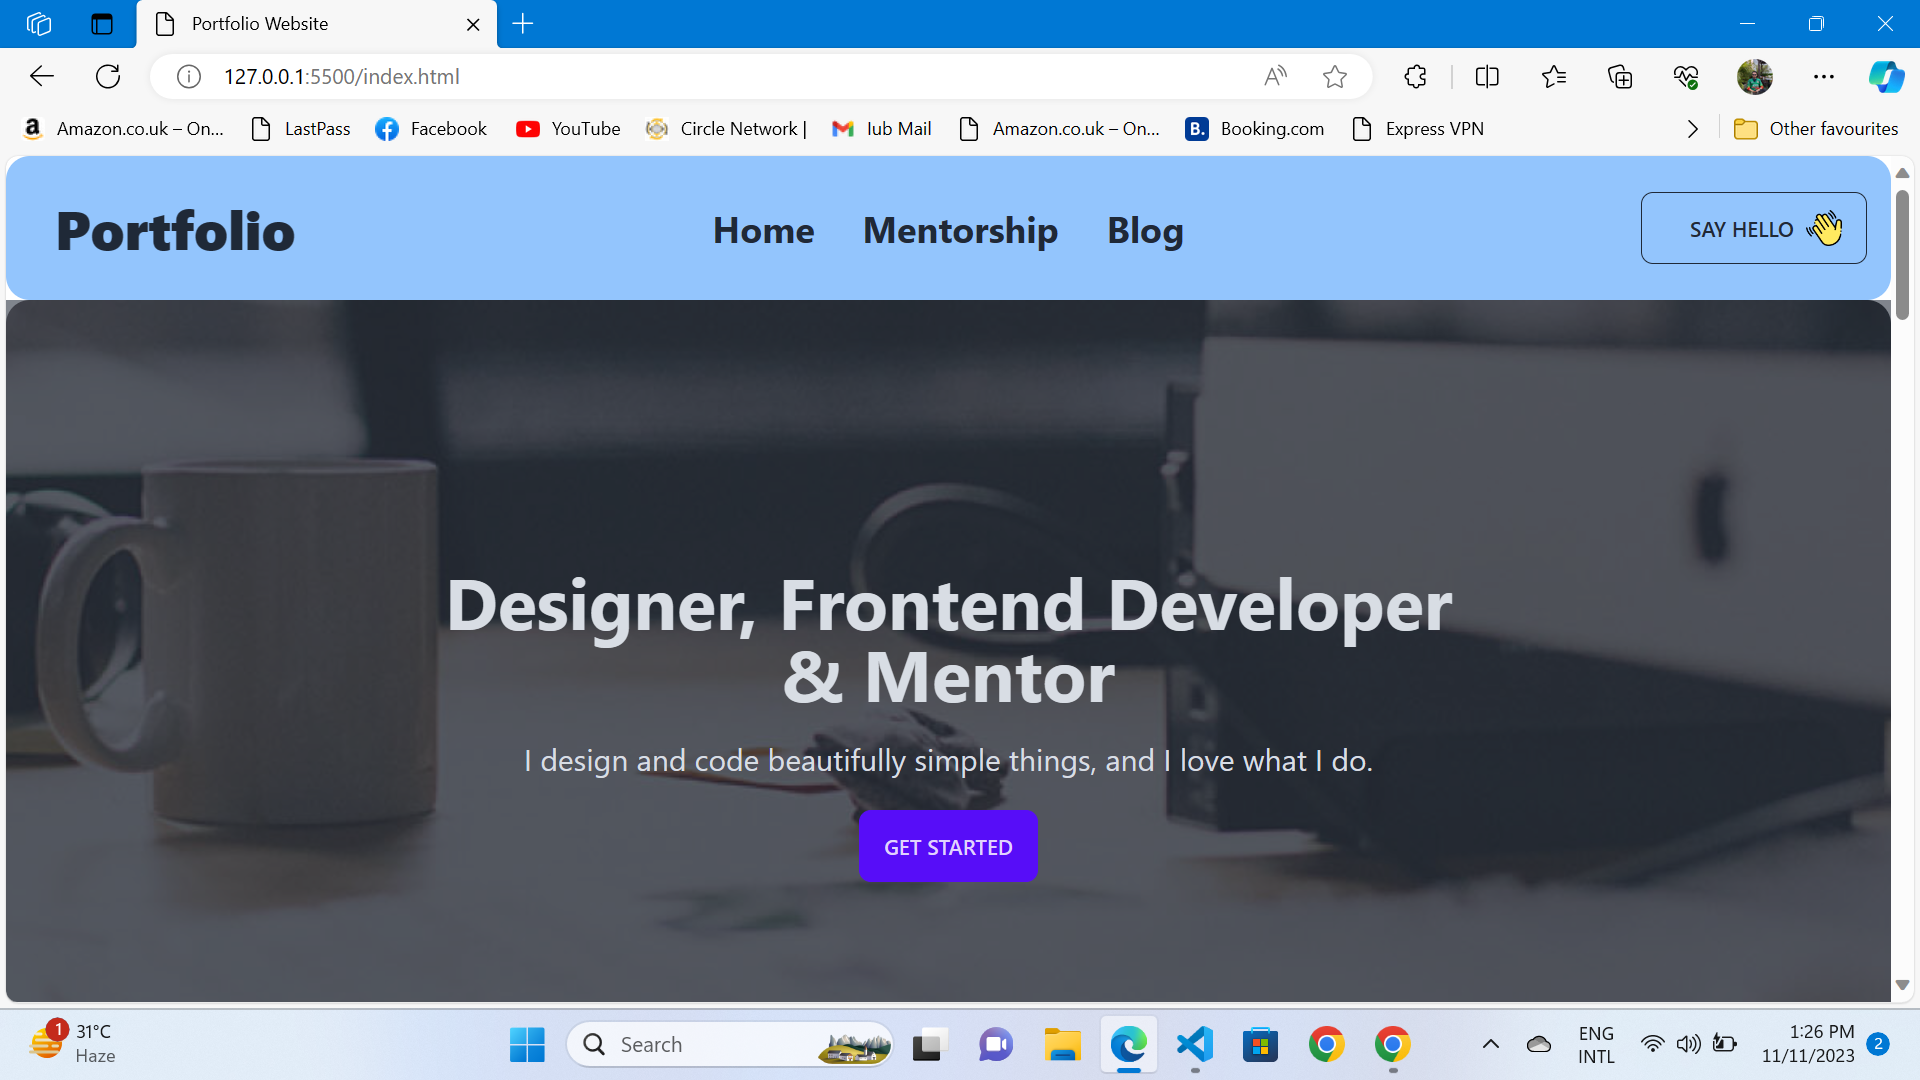 Portfolio Website
127.0.0.1:5500/index.html
Amazon.co.uk – On... LastPass Facebook YouTube Circle Network | Iub Mail Amazon.co.uk – On... Booking.com Express VPN Other favourites
Portfolio Home Mentorship Blog SAY HELLO
Designer, Frontend Developer
& Mentor
I design and code beautifully simple things, and I love what I do.
GET STARTED
1 31°C
Haze
Search
ENG
INTL
1:26 PM
11/11/2023
2